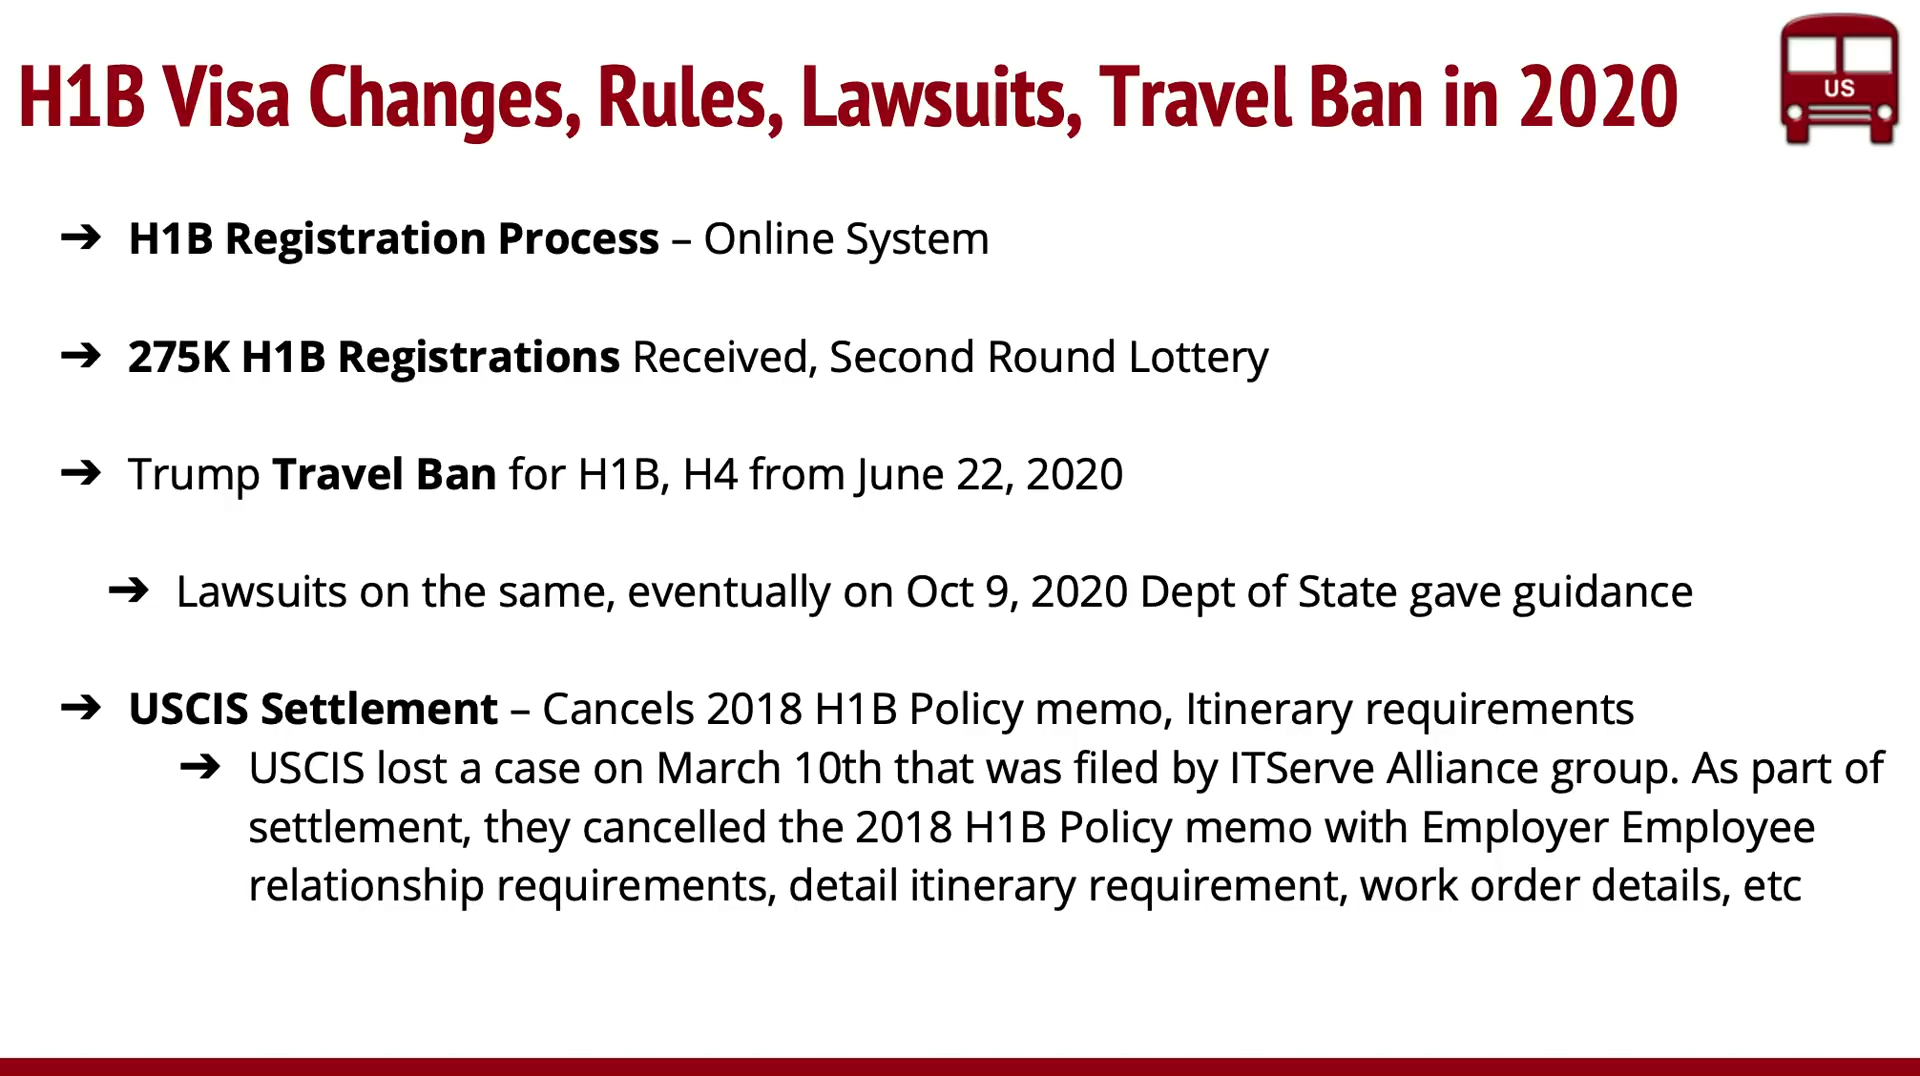 H1B Visa Changes, Rules, Lawsuits, Travel Ban in 2020
US
➔ H1B Registration Process – Online System
➔ 275K H1B Registrations Received, Second Round Lottery
➔ Trump Travel Ban for H1B, H4 from June 22, 2020
➔ Lawsuits on the same, eventually on Oct 9, 2020 Dept of State gave guidance
➔ USCIS Settlement – Cancels 2018 H1B Policy memo, Itinerary requirements
➔ USCIS lost a case on March 10th that was filed by ITServe Alliance group. As part of
settlement, they cancelled the 2018 H1B Policy memo with Employer Employee
relationship requirements, detail itinerary requirement, work order details, etc